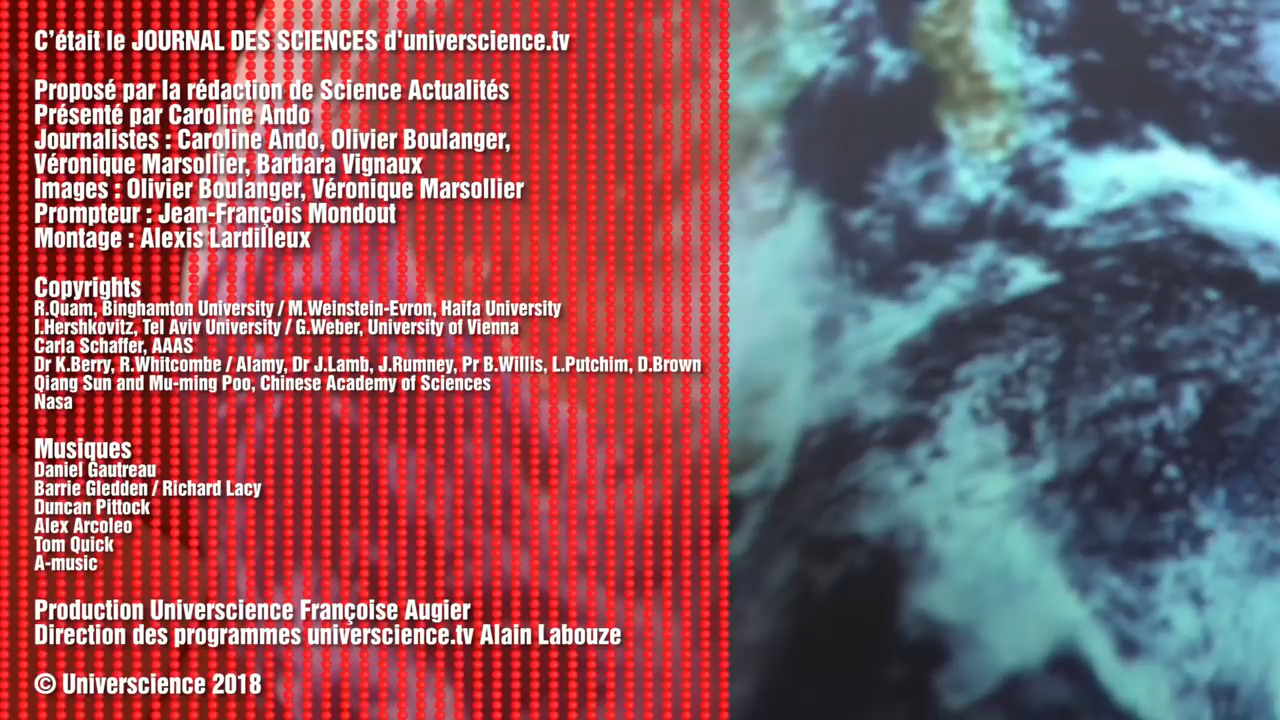 C'était le JOURNAL DES SCIENCES d'universcience.tv
Proposé par la rédaction de Science Actualités
Présenté par Caroline Ando
Journalistes : Caroline Ando, Olivier Boulanger,
Véronique Marsollier, Barbara Vignaux
Images : Olivier Boulanger, Véronique Marsollier
Prompteur : Jean-François Mondout
Montage : Alexis Lardilleux
Copyrights
R.Quam, Binghamton University / M.Weinstein-Evron, Haifa University
I.Hershkovitz, Tel Aviv University / G.Weber, University of Vienna
Carla Schaffer, AAAS
Dr K.Berry, R.Whitcombe / Alamy, Dr J.Lamb, J.Rumney, Pr B.Willis, L.Putchim, D.Brown
Qiang Sun and Mu-ming Poo, Chinese Academy of Sciences
Nasa
Musiques
Daniel Gautreau
Barrie Gledden / Richard Lacy
Duncan Pittock
Alex Arcoleo
Tom Quick
A-music
Production Universcience Françoise Augier
Direction des programmes universcience.tv Alain Labouze
© Universcience 2018